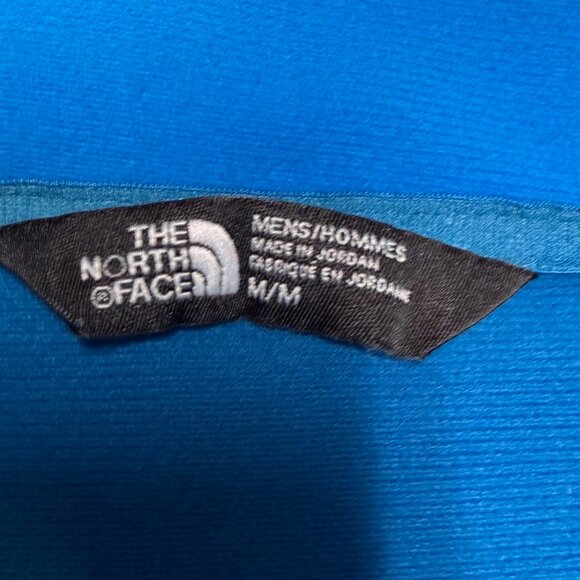 THE
NORTH
®FACE
MENS/HOMMES
MADE IN JORDAN
FABRIQUE EN JORDANIE
M/M